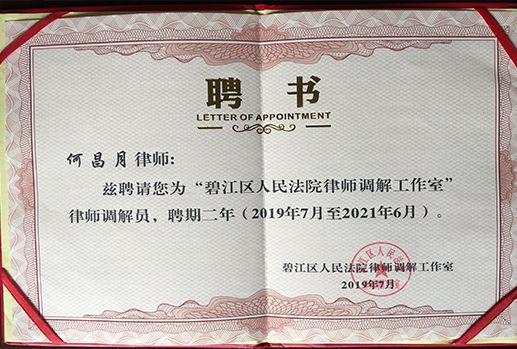 聘书
LETTER OF APPOINTMENT
何昌月律师:
兹聘请您为“碧江区人民法院律师调解工作室”
律师调解员，聘期二年（2019年7月至2021年6月）。
碧江区人民法院律师调解工作室
2019年7月